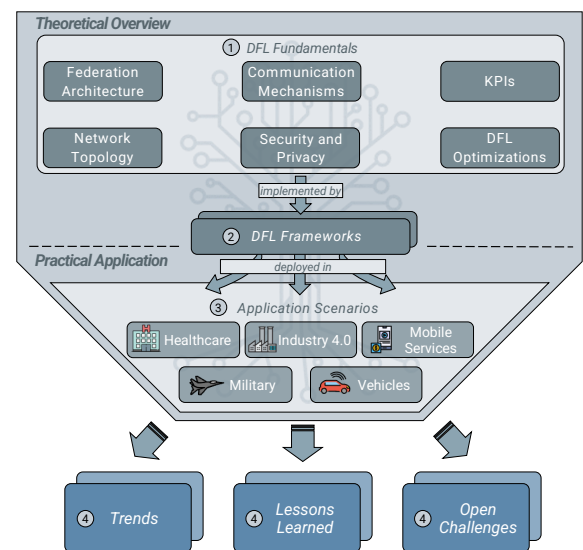 Theoretical Overview
1 DFL Fundamentals
Federation
Architecture
Communication
Mechanisms
KPIs
Network
Topology
Security and
Privacy
DFL
Optimizations
implemented by
2 DFL Frameworks
Practical Application
deployed in
3 Application Scenarios
Healthcare
Industry 4.0
Mobile
Services
Military
Vehicles
4 Trends
4 Lessons
Learned
4 Open
Challenges